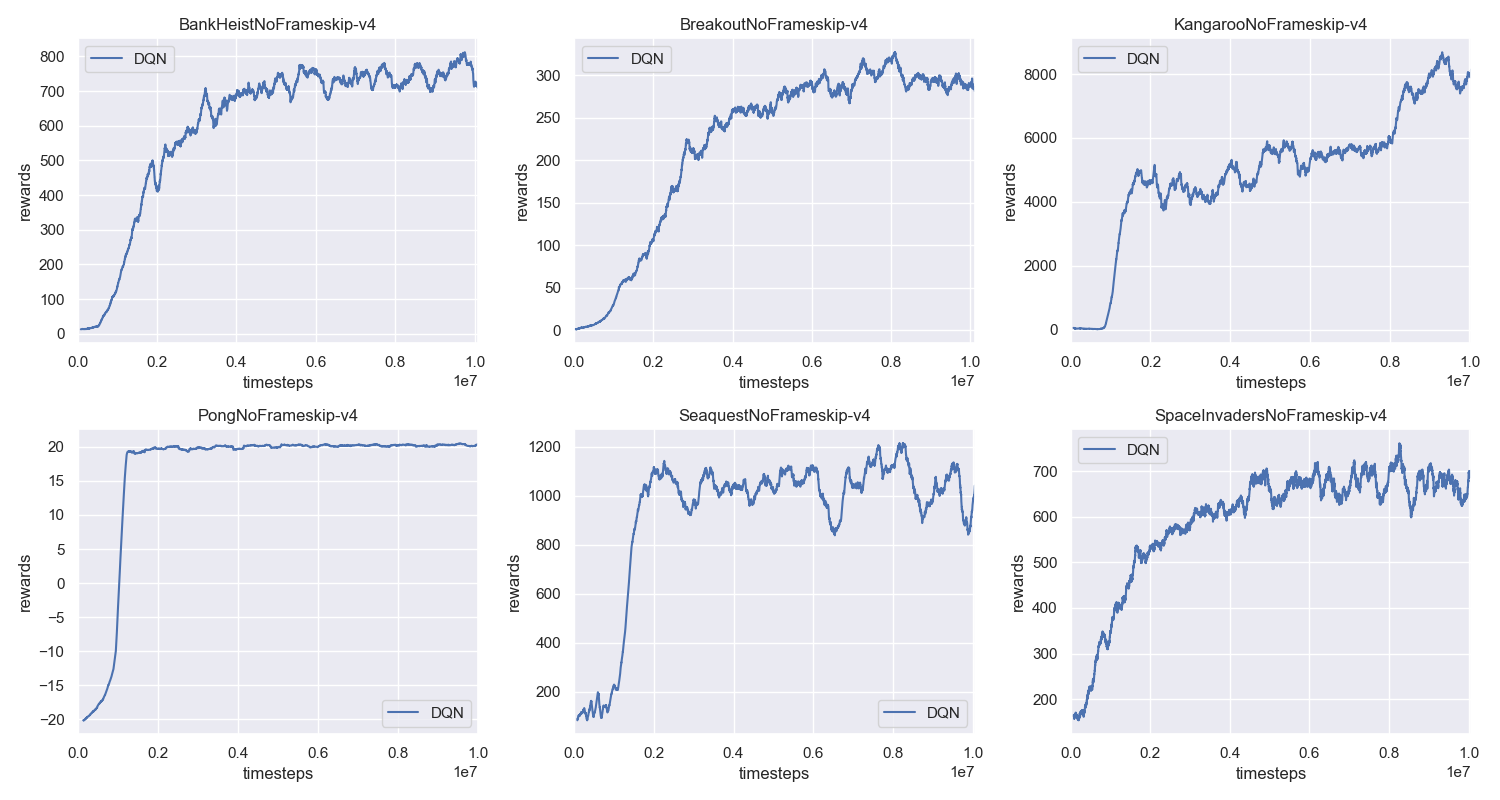 BankHeistNoFrameskip-v4
DQN
800
700
600
500
400
300
200
100
0
rewards
0.0 0.2 0.4 0.6 0.8 1.0
1e7
timesteps
BreakoutNoFrameskip-v4
DQN
300
250
200
150
100
50
0
rewards
0.0 0.2 0.4 0.6 0.8 1.0
1e7
timesteps
KangarooNoFrameskip-v4
DQN
8000
6000
4000
2000
0
rewards
0.0 0.2 0.4 0.6 0.8 1.0
1e7
timesteps
PongNoFrameskip-v4
20
15
10
5
0
−5
−10
−15
−20
rewards
DQN
0.0 0.2 0.4 0.6 0.8 1.0
1e7
timesteps
SeaquestNoFrameskip-v4
1200
1000
800
600
400
200
rewards
DQN
0.0 0.2 0.4 0.6 0.8 1.0
1e7
timesteps
SpaceInvadersNoFrameskip-v4
DQN
700
600
500
400
300
200
rewards
0.0 0.2 0.4 0.6 0.8 1.0
1e7
timesteps